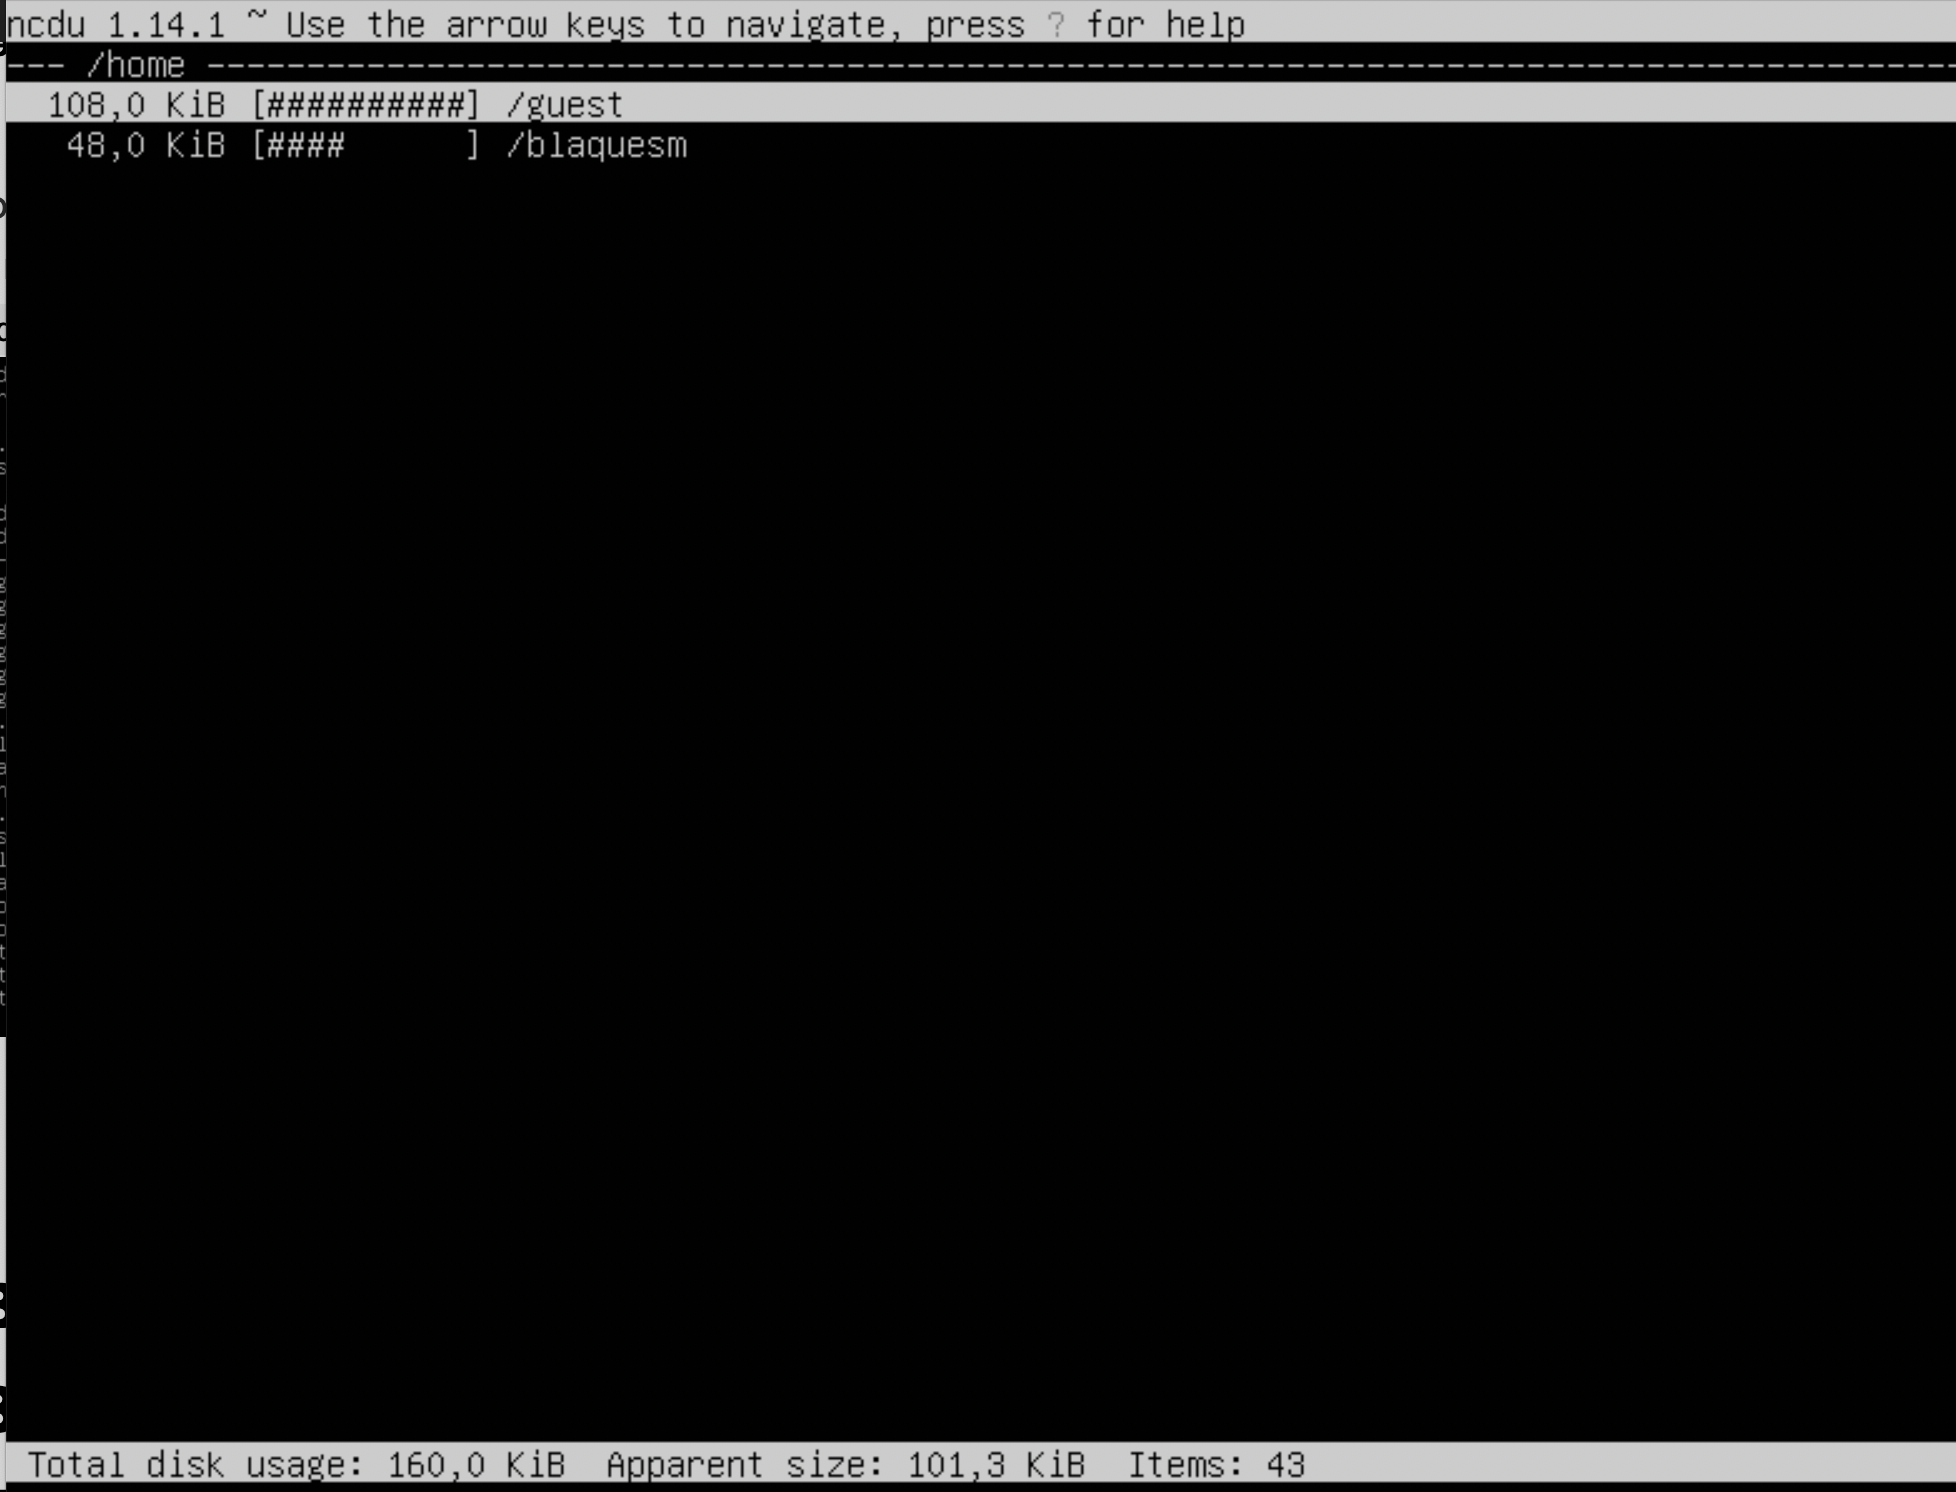 ncdu 1.14.1 ~ Use the arrow keys to navigate, press ? for help
--- /home ----------------------------------------------------------------------------------------
108,0 KiB [##########] /guest
48,0 KiB [####      ] /blaquesm
Total disk usage: 160,0 KiB  Apparent size: 101,3 KiB  Items: 43